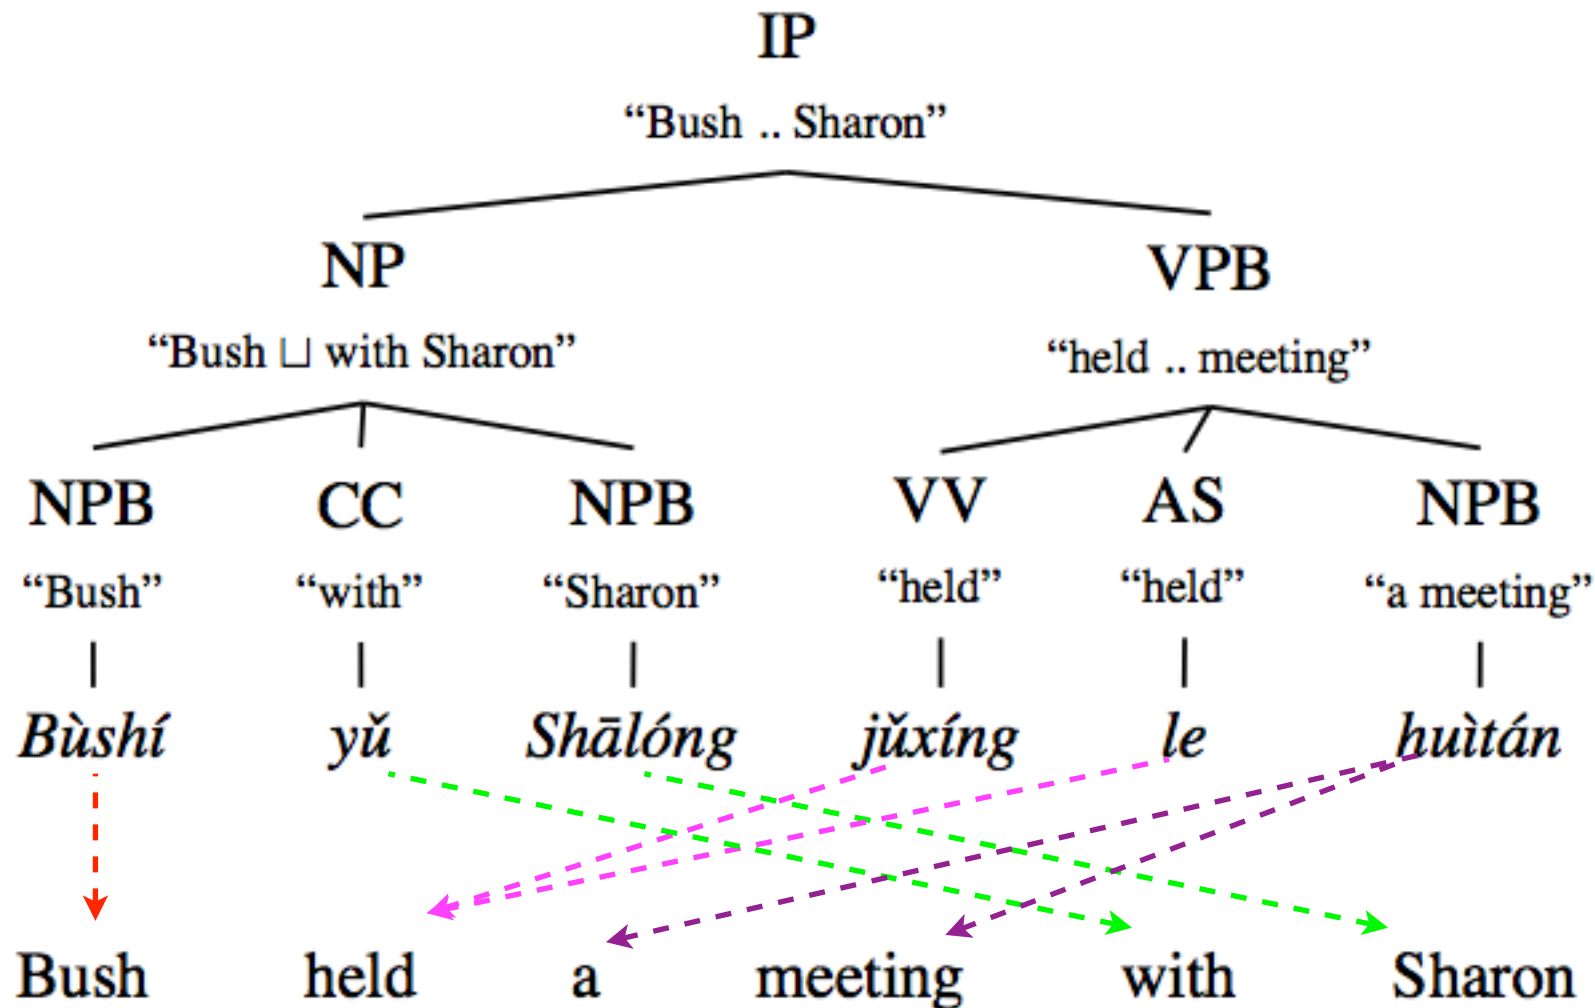 IP
“Bush .. Sharon”
NP VPB
“Bush ⊔ with Sharon” “held .. meeting”
NPB CC NPB VV AS NPB
“Bush” “with” “Sharon” “held” “held” “a meeting”
Bùshí yǔ Shālóng jǔxíng le huìtán
Bush held a meeting with Sharon